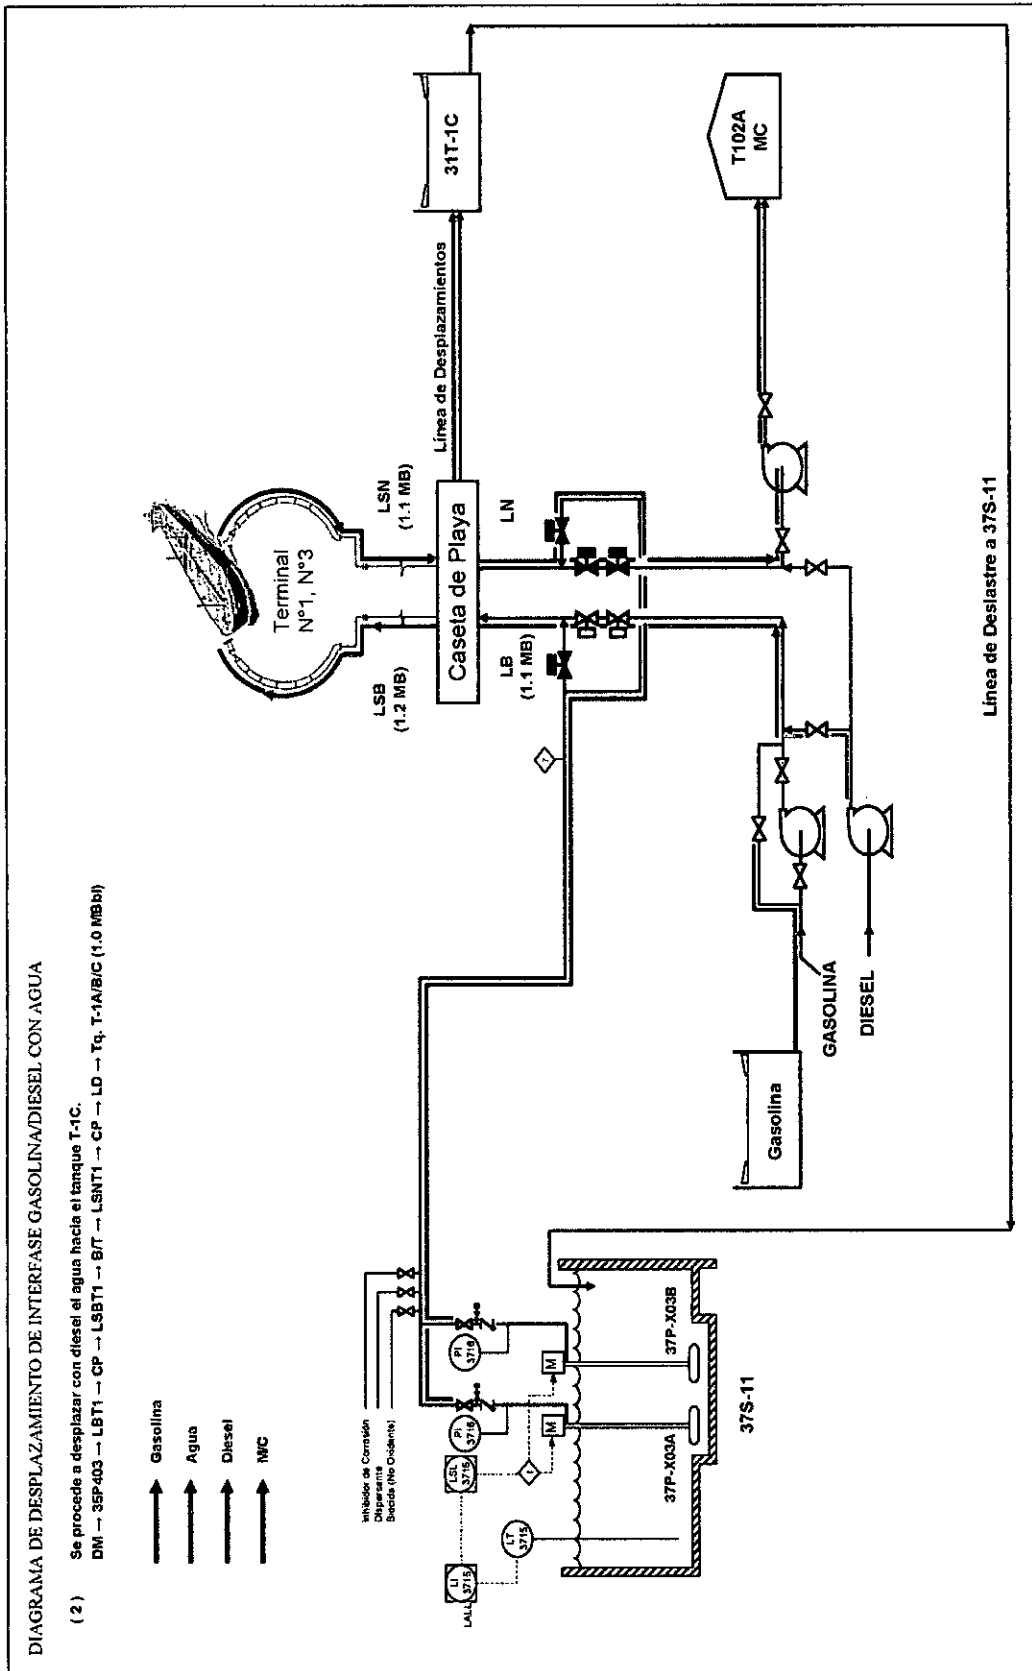 DIAGRAMA DE DESPLAZAMIENTO DE INTERFASE GASOLINA/DIESEL CON AGUA
( 2 ) Se procede a desplazar con diesel el agua hacia el tanque T-1C.
DM → 35P403 → LBT1 → CP → LSBT1 → B/T → LSNT1 → CP → LD → Tq. T-1A/B/C (1.0 MBbl)
Gasolina
Agua
Diesel
M/C
Inhibidor de Corrosión
Dispersante
Biocida (No Oxidante)
LI
3715
LALL
LSL
3715
LT
3715
PI
3716
PI
3716
M
M
37P-X03A
37P-X03B
37S-11
Terminal
N°1, N°3
LSB
(1.2 MB)
LSN
(1.1 MB)
Caseta de Playa
LB
(1.1 MB)
LN
Línea de Desplazamientos
31T-1C
T102A
MC
Gasolina
GASOLINA
DIESEL
Línea de Deslastre a 37S-11